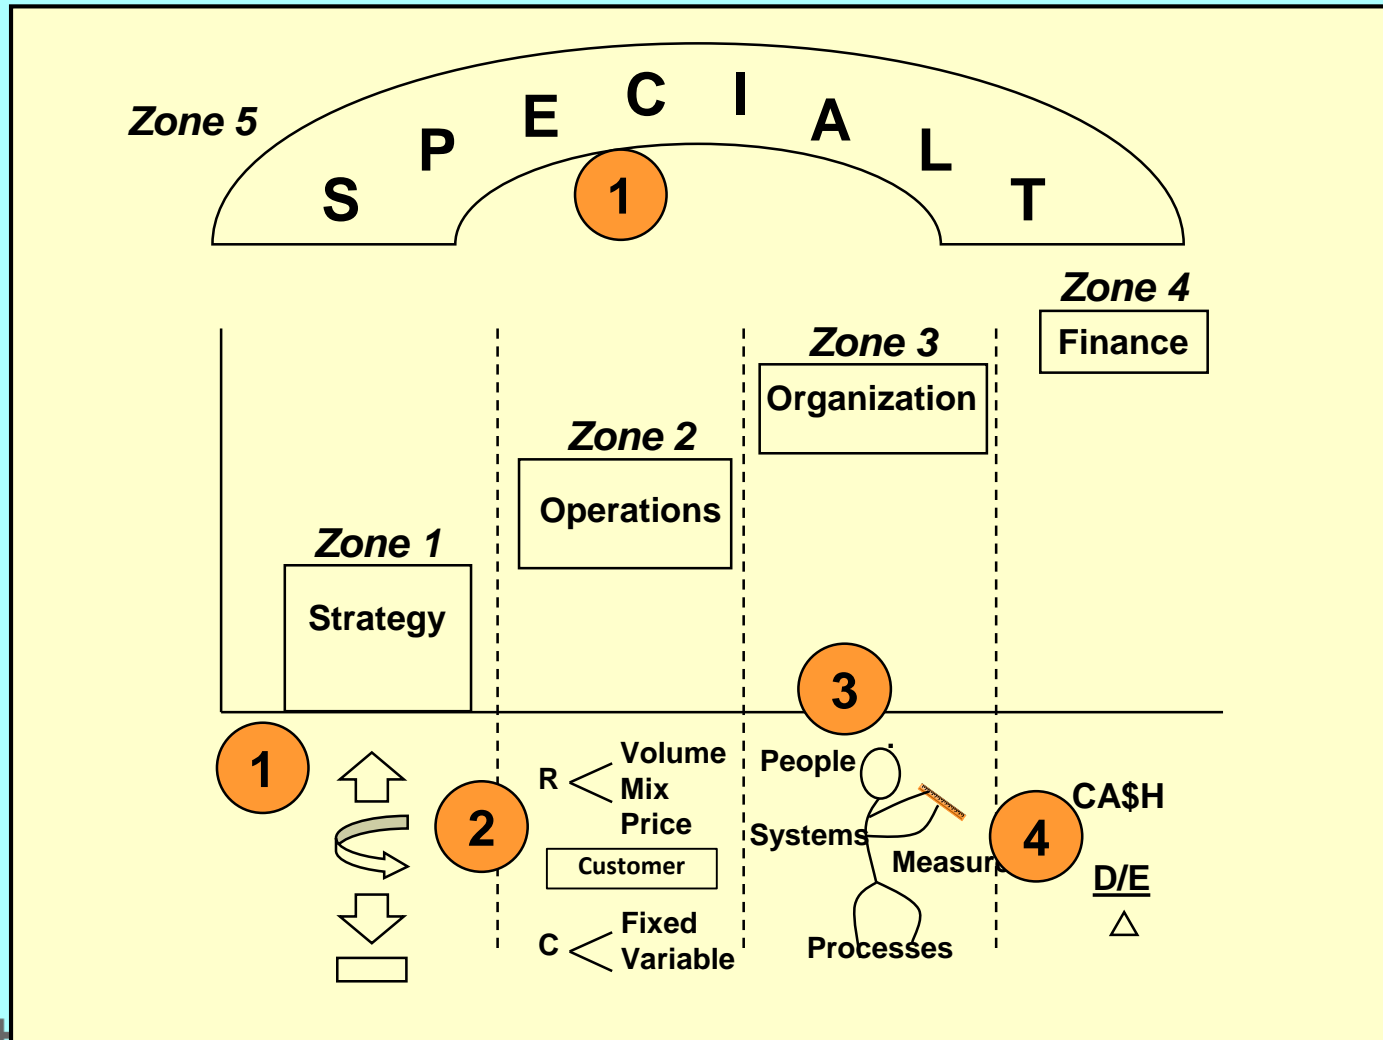 Zone 5
S P E C I A L T
1
Zone 4
Finance
Zone 3
Organization
Zone 2
Operations
Zone 1
Strategy
1
2
R
Volume
Mix
Price
Customer
C
Fixed
Variable
3
People
Systems
Measur
Processes
4
CA$H
D/E